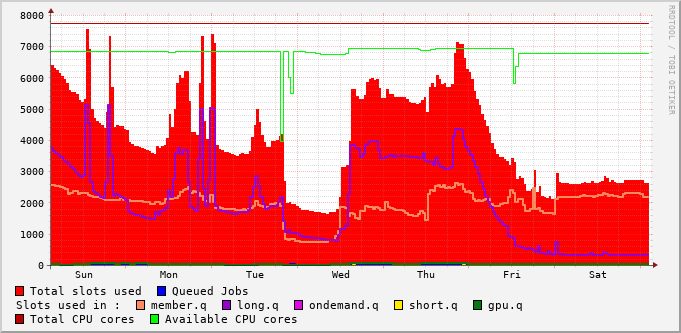 8000
7000
6000
5000
4000
3000
2000
1000
0
Sun Mon Tue Wed Thu Fri Sat
RRDTOOL / TOBI OETIKER
Total slots used Queued Jobs
Slots used in : member.q long.q ondemand.q short.q gpu.q
Total CPU cores Available CPU cores